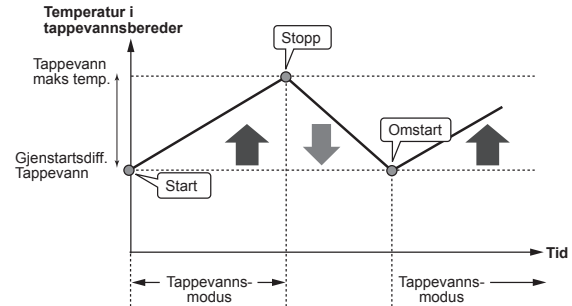 Temperatur i
tappevannsbereder
Stopp
Tappevann
maks temp.
Omstart
Gjenstartsdiff.
Tappevann
Start
Tid
Tappevanns-
modus
Tappevanns-
modus